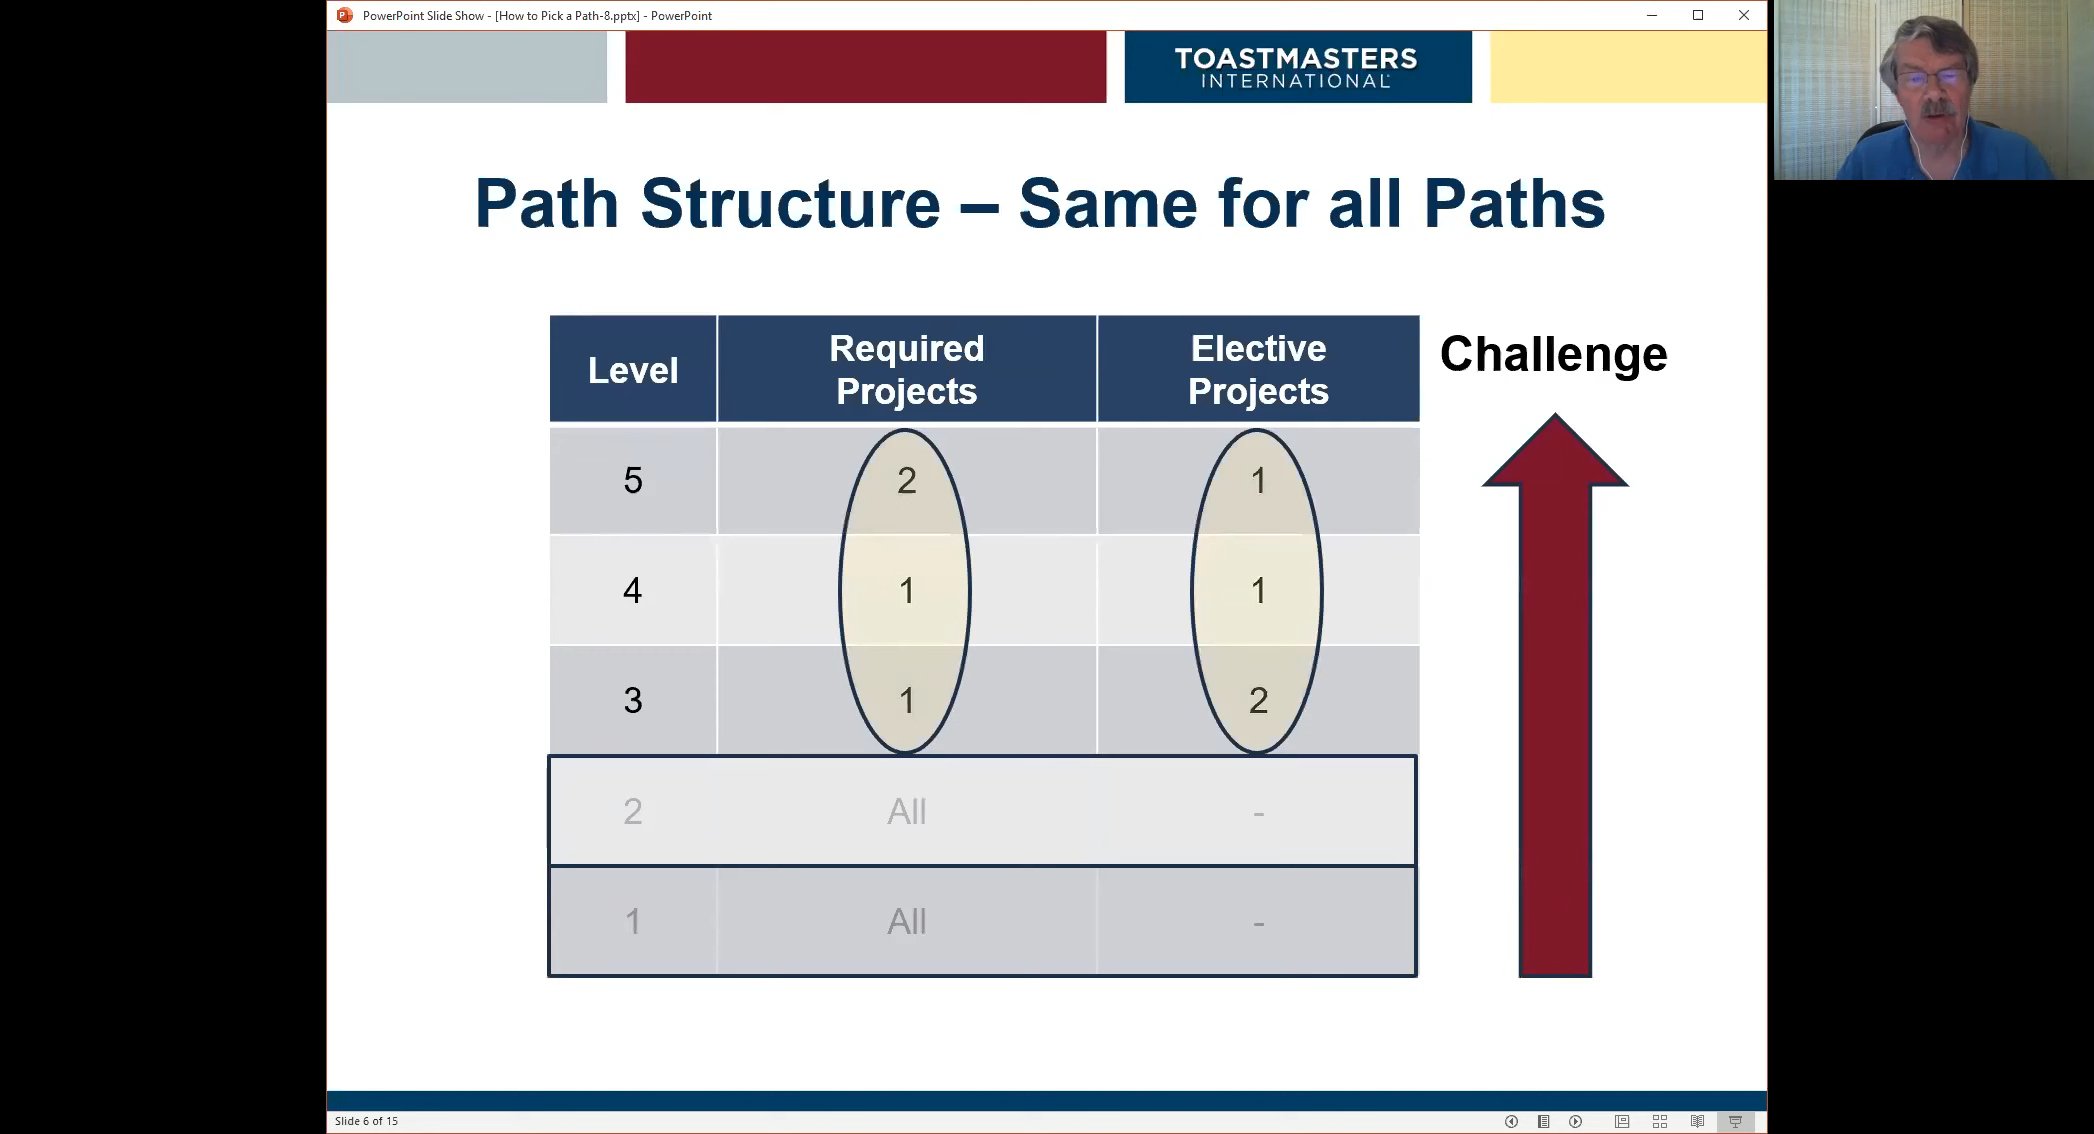 PowerPoint Slide Show - [How to Pick a Path-8.pptx] - PowerPoint
TOASTMASTERS
INTERNATIONAL
Path Structure – Same for all Paths
Level
Required
Projects
Elective
Projects
Challenge
5 2 1
4 1 1
3 1 2
2 All -
1 All -
Slide 6 of 15